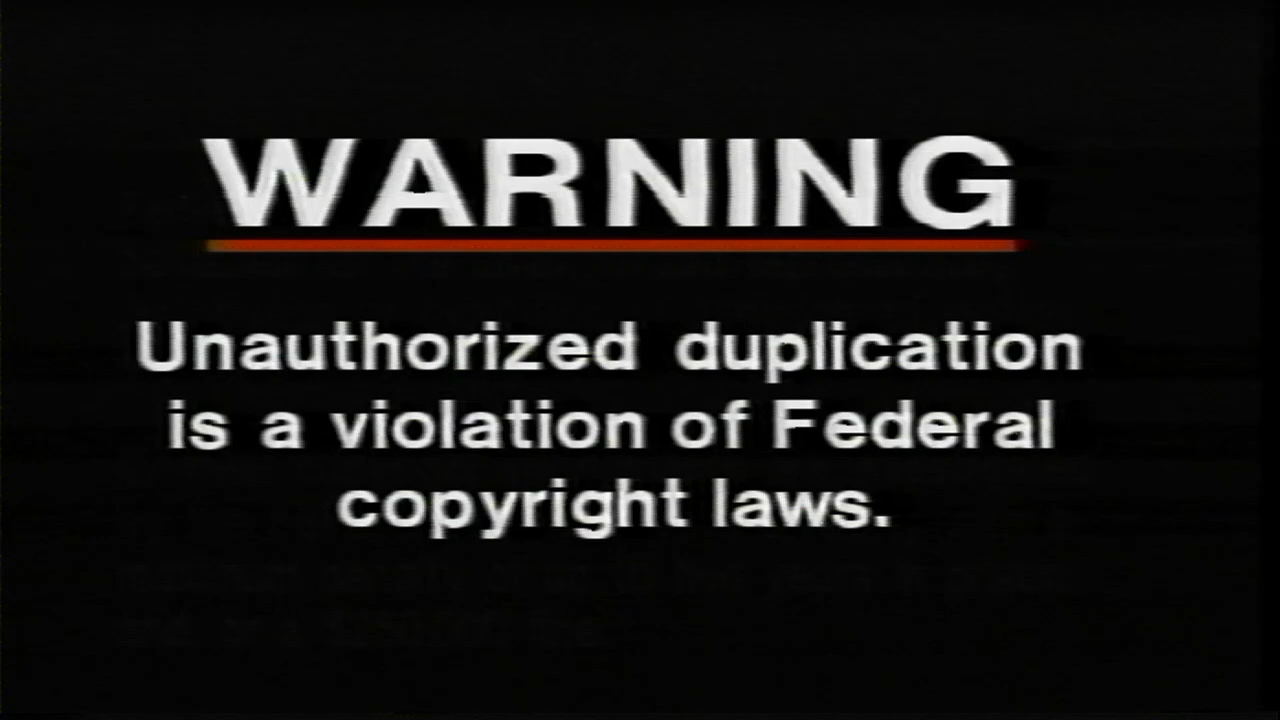 WARNING
Unauthorized duplication
is a violation of Federal
copyright laws.